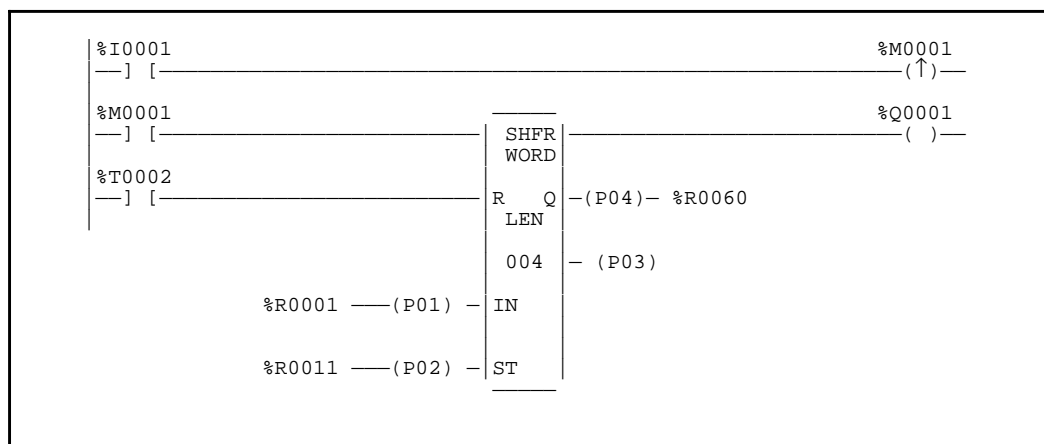 %I0001 %M0001
] [ (↑)
%M0001 %Q0001
] [ SHFR ( )
WORD
%T0002
] [ R Q (P04) %R0060
LEN
004 (P03)
%R0001 (P01) IN
%R0011 (P02) ST